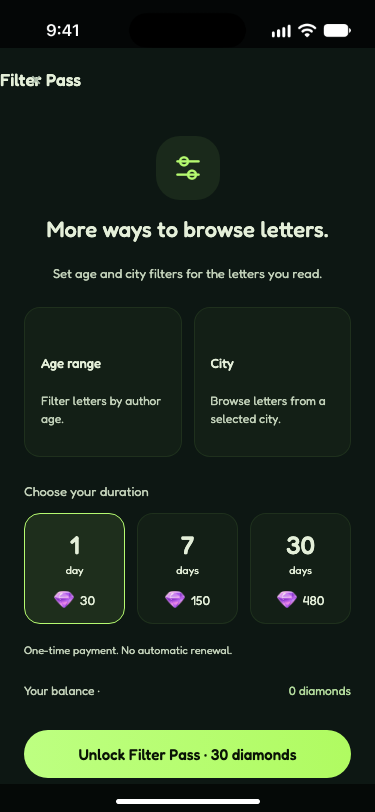 9:41
Filter Pass
More ways to browse letters.
Set age and city filters for the letters you read.
Age range
Filter letters by author
age.
City
Browse letters from a
selected city.
Choose your duration
1
day
30
7
days
150
30
days
480
One-time payment. No automatic renewal.
Your balance ·
0 diamonds
Unlock Filter Pass · 30 diamonds